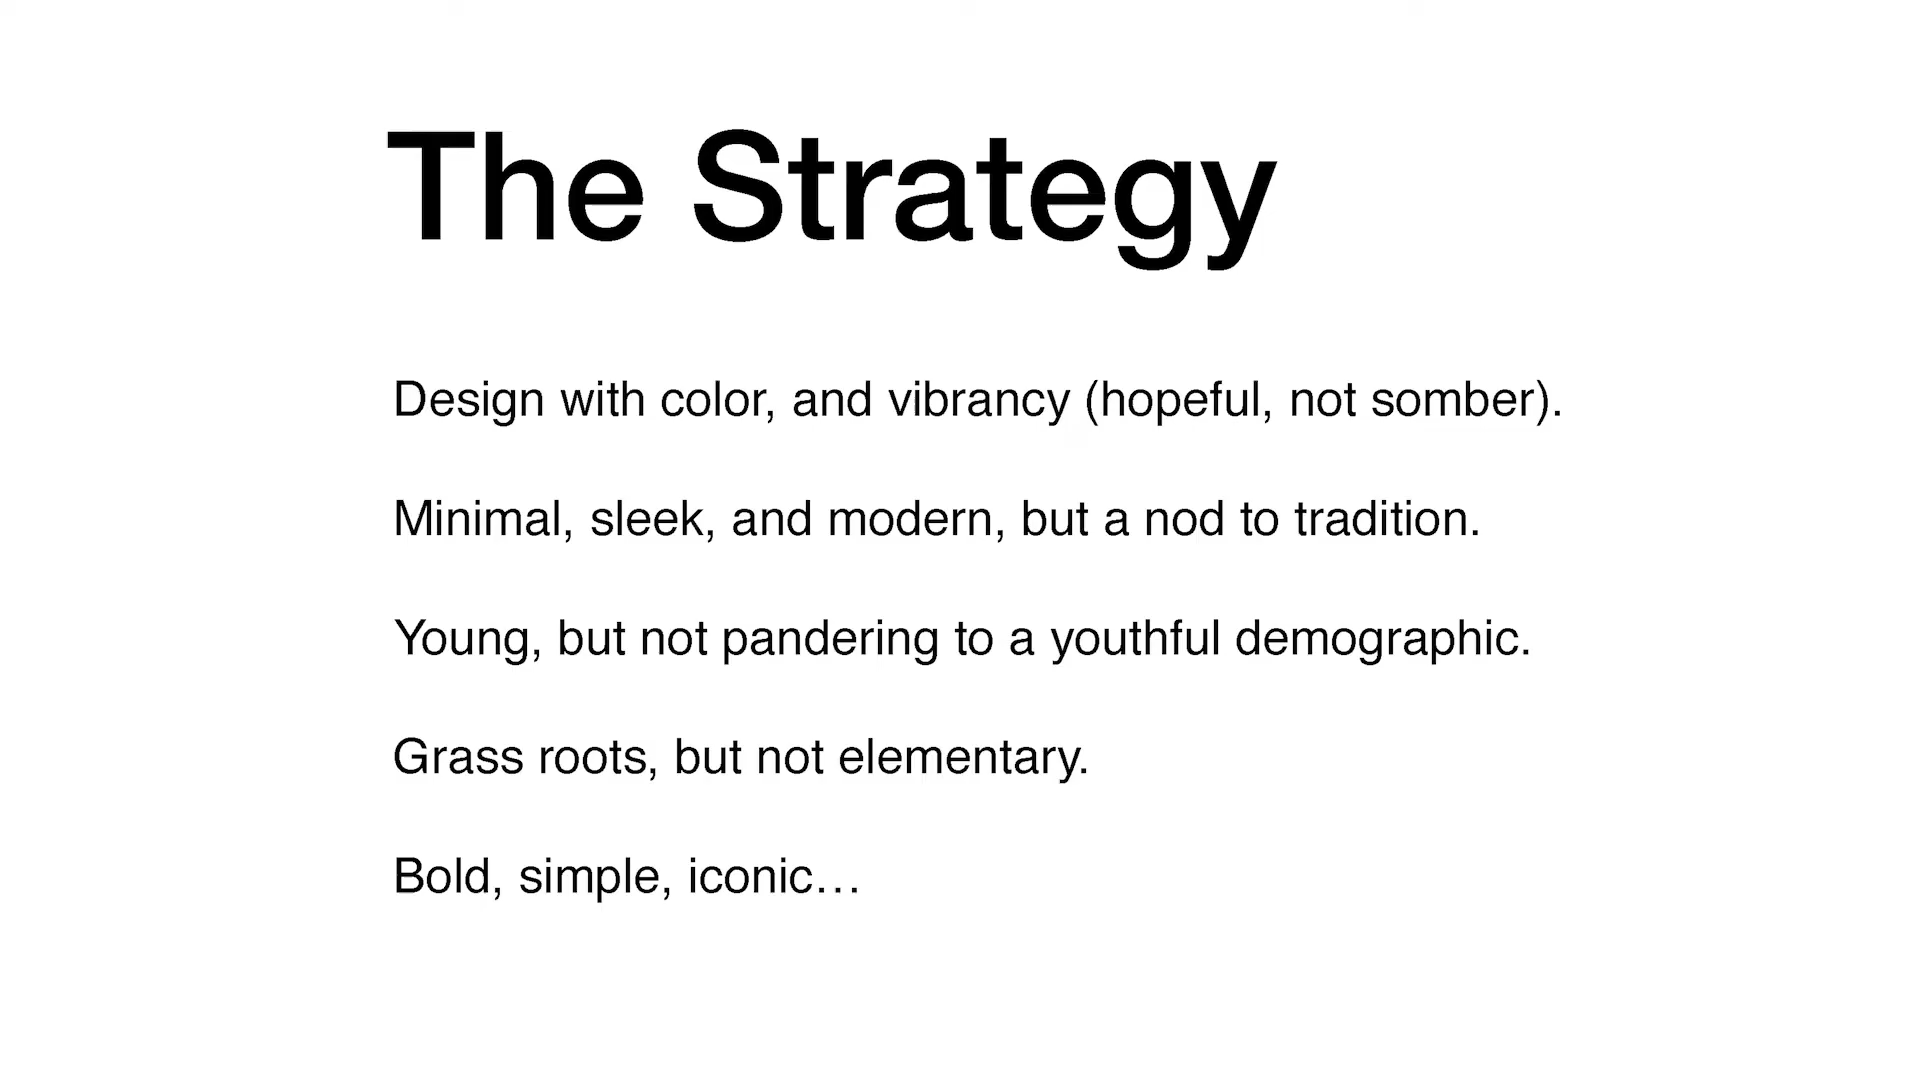 The Strategy
Design with color, and vibrancy (hopeful, not somber).
Minimal, sleek, and modern, but a nod to tradition.
Young, but not pandering to a youthful demographic.
Grass roots, but not elementary.
Bold, simple, iconic…